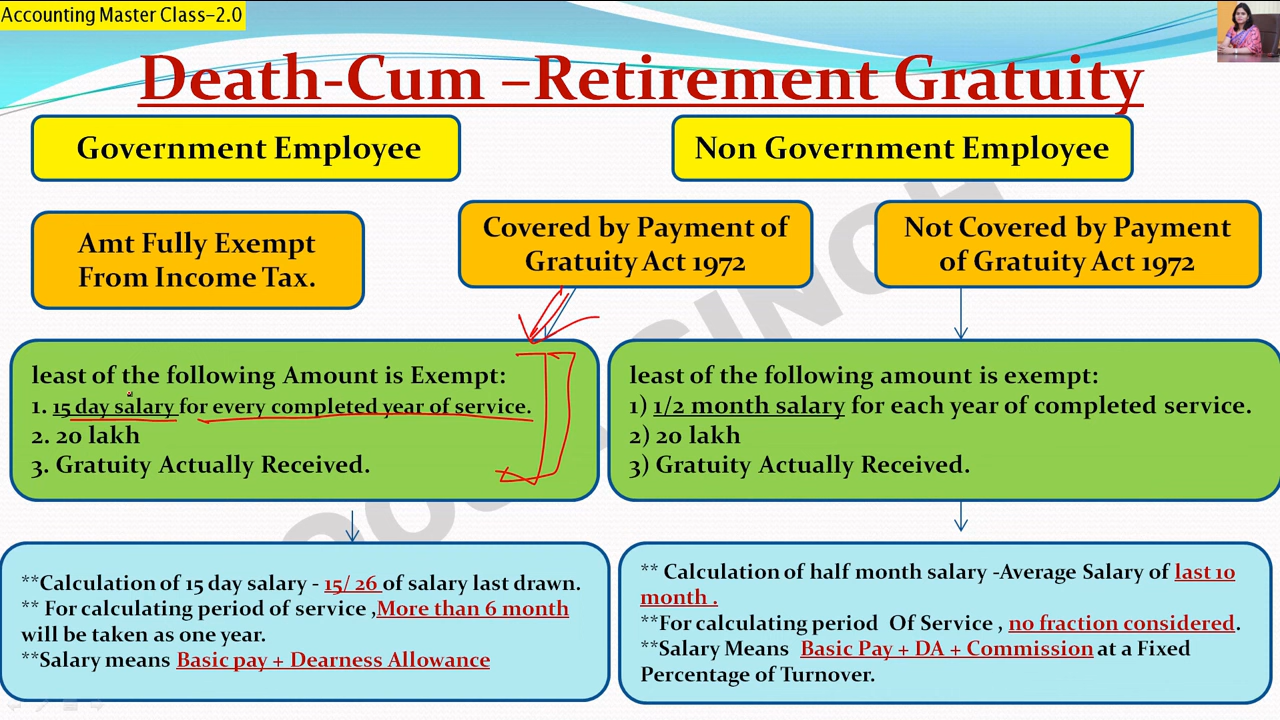 Accounting Master Class-2.0
Death-Cum –Retirement Gratuity
Government Employee
Non Government Employee
Amt Fully Exempt
From Income Tax.
Covered by Payment of
Gratuity Act 1972
Not Covered by Payment
of Gratuity Act 1972
least of the following Amount is Exempt:
1. 15 day salary for every completed year of service.
2. 20 lakh
3. Gratuity Actually Received.
least of the following amount is exempt:
1) 1/2 month salary for each year of completed service.
2) 20 lakh
3) Gratuity Actually Received.
**Calculation of 15 day salary - 15/ 26 of salary last drawn.
** For calculating period of service ,More than 6 month
will be taken as one year.
**Salary means Basic pay + Dearness Allowance
** Calculation of half month salary -Average Salary of last 10
month .
**For calculating period Of Service , no fraction considered.
**Salary Means Basic Pay + DA + Commission at a Fixed
Percentage of Turnover.